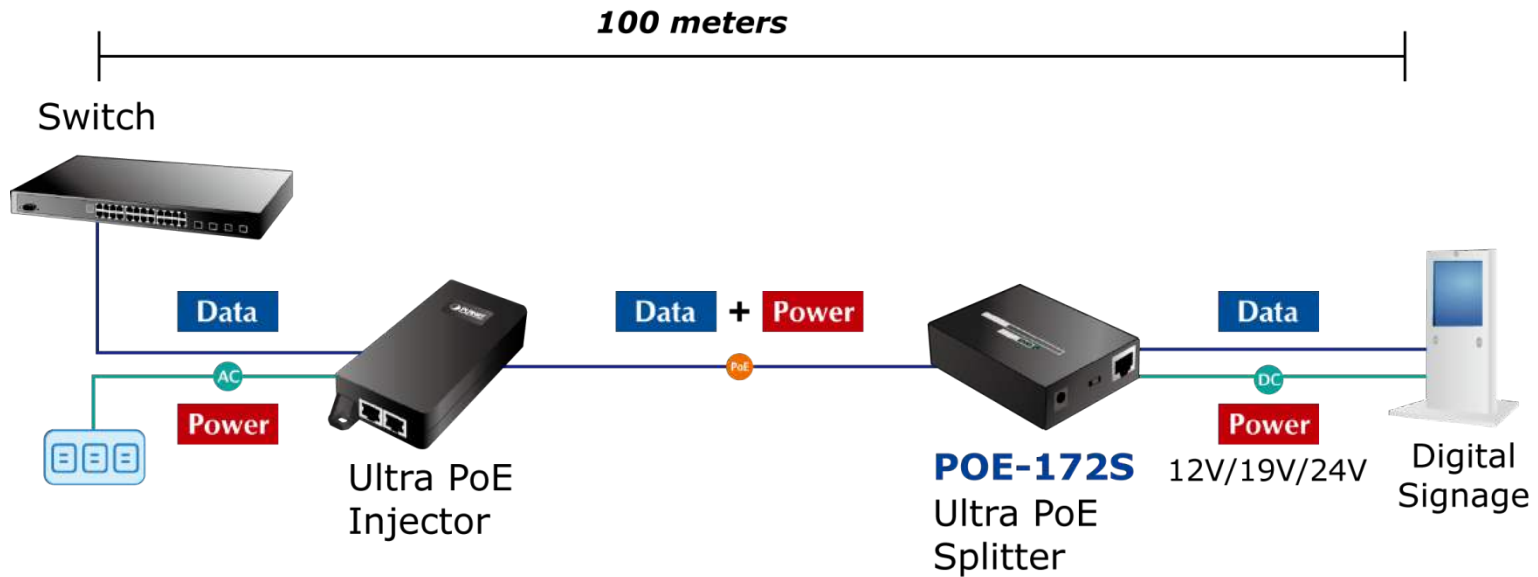 100 meters
Switch
Data
AC
Power
PLANET
Ultra PoE
Injector
Data + Power
PoE
POE-172S
Ultra PoE
Splitter
Data
DC
Power
12V/19V/24V
Digital
Signage